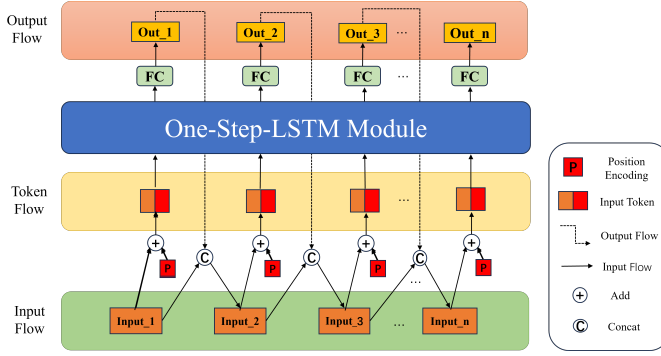 Output
Flow
Out_1
Out_2
Out_3
...
Out_n
FC
FC
FC
...
FC
One-Step-LSTM Module
Token
Flow
...
P
P
P
P
C
C
C
...
Input
Flow
Input_1
Input_2
Input_3
...
Input_n
P
Position
Encoding
Input Token
Output Flow
Input Flow
Add
C
Concat